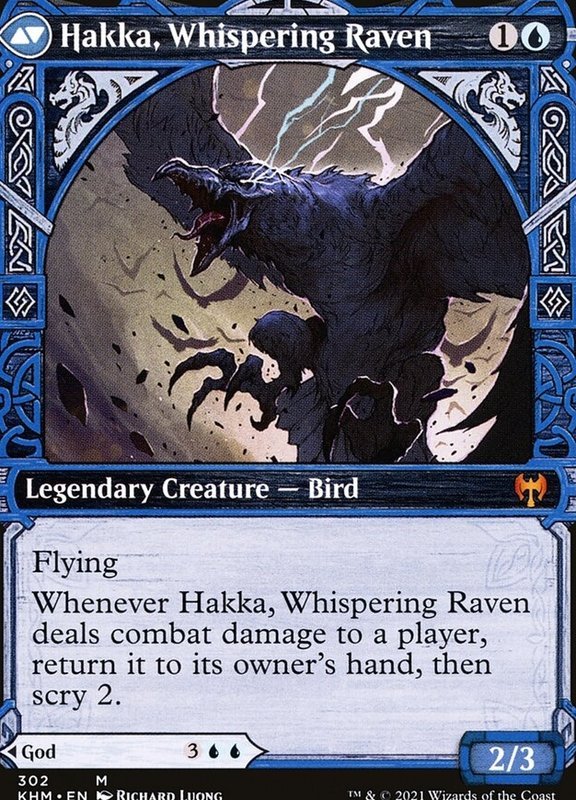 Hakka, Whispering Raven 1
Legendary Creature — Bird
Flying
Whenever Hakka, Whispering Raven
deals combat damage to a player,
return it to its owner's hand, then
scry 2.
God 3
2/3
302 M
KHM • EN Richard Luong
™ & © 2021 Wizards of the Coast